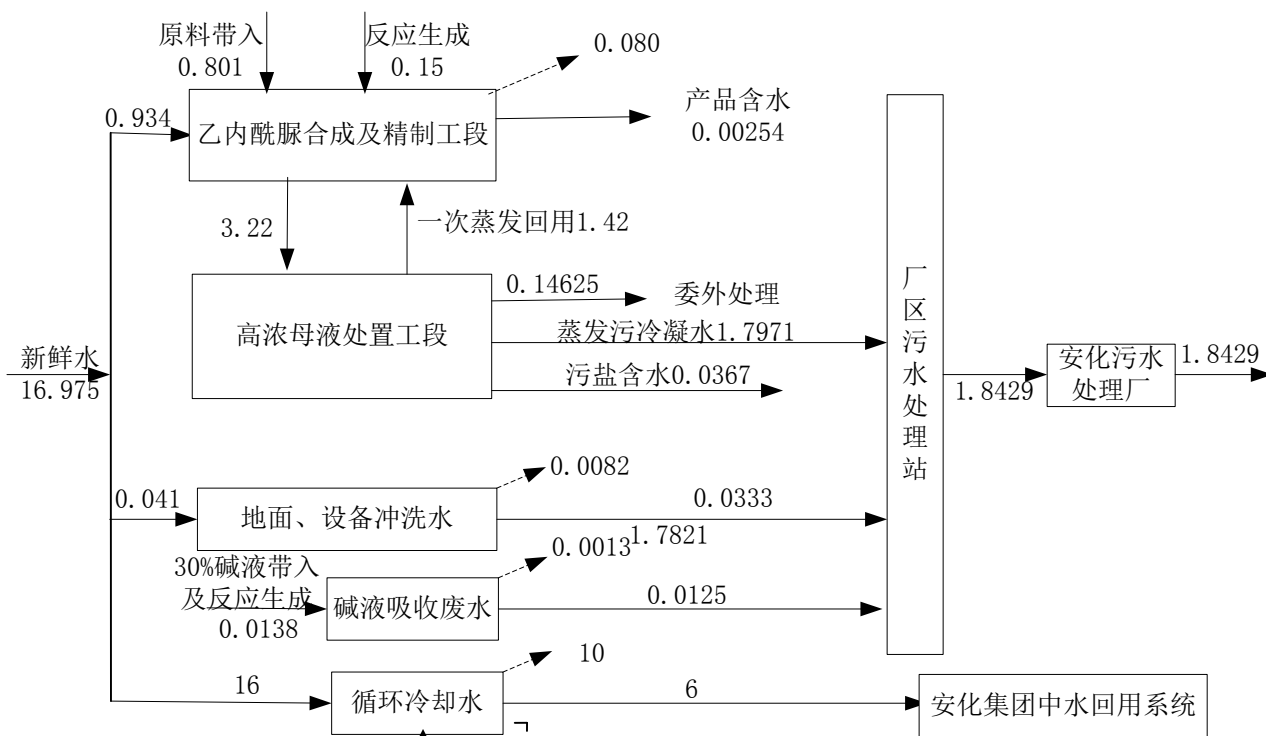 原料带入
0.801
反应生成
0.15
0.080
0.934
乙内酰脲合成及精制工段
产品含水
0.00254
3.22
一次蒸发回用1.42
高浓母液处置工段
0.14625
委外处理
蒸发污冷凝水1.7971
污盐含水0.0367
新鲜水
16.975
厂区污水处理站
1.8429
安化污水
处理厂
1.8429
0.041
地面、设备冲洗水
0.0082
0.0333
1.7821
30%碱液带入
及反应生成
0.0138
碱液吸收废水
0.0013
0.0125
16
循环冷却水
10
6
安化集团中水回用系统